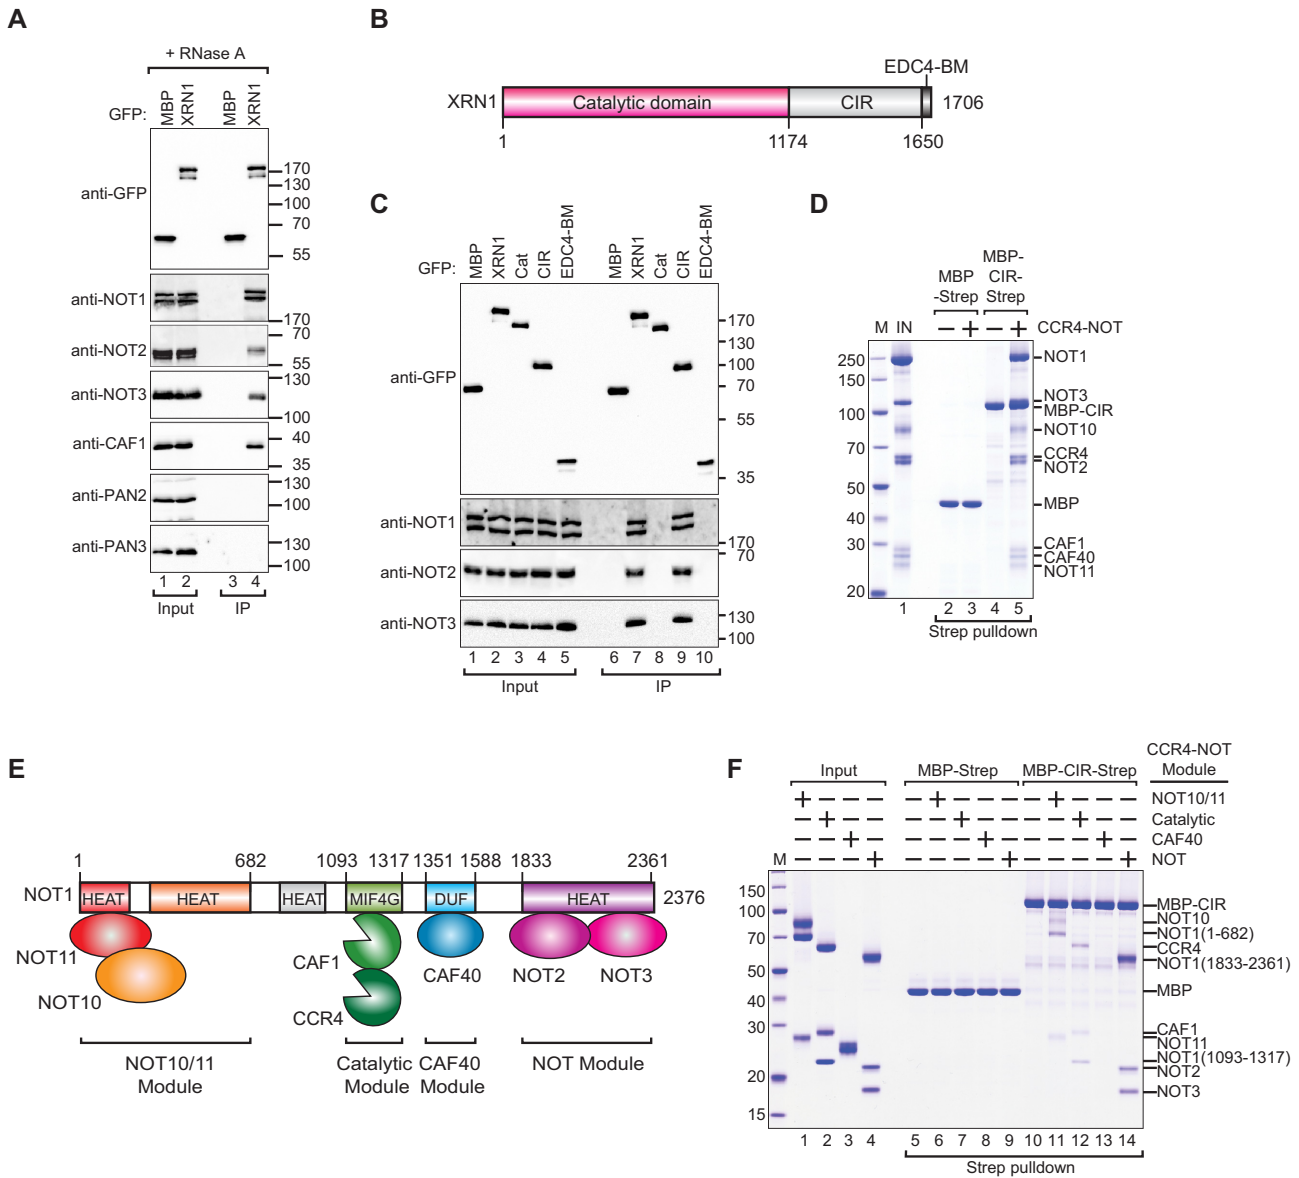 A
+ RNase A
GFP:
MBP
XRN1
MBP
XRN1
anti-GFP
170
130
100
70
55
anti-NOT1
170
anti-NOT2
70
55
anti-NOT3
130
100
anti-CAF1
40
35
anti-PAN2
130
100
anti-PAN3
130
100
1 2 3 4
Input IP
B
EDC4-BM
XRN1 Catalytic domain CIR 1706
1 1174 1650
C
GFP:
MBP
XRN1
Cat
CIR
EDC4-BM
MBP
XRN1
Cat
CIR
EDC4-BM
anti-GFP
170
130
100
70
55
35
anti-NOT1
170
anti-NOT2
70
anti-NOT3
130
100
1 2 3 4 5 6 7 8 9 10
Input IP
D
MBP
-Strep
MBP-
CIR-
Strep
M IN − + − + CCR4-NOT
250
150
100
70
50
40
30
20
NOT1
NOT3
MBP-CIR
NOT10
CCR4
NOT2
MBP
CAF1
CAF40
NOT11
1 2 3 4 5
Strep pulldown
E
1 682 1093 1317 1351 1588 1833 2361
NOT1 HEAT HEAT HEAT MIF4G DUF HEAT 2376
NOT11
NOT10
CAF1
CCR4
CAF40
NOT2
NOT3
NOT10/11
Module
Catalytic
Module
CAF40
Module
NOT Module
F
Input MBP-Strep MBP-CIR-Strep
CCR4-NOT
Module
+ − − − − + − − − − + − − − NOT10/11
− + − − − − + − − − − + − − Catalytic
− − + − − − − + − − − − + − CAF40
M − − − + − − − − + − − − − + NOT
150
100
70
50
40
30
20
15
MBP-CIR
NOT10
NOT1(1-682)
CCR4
NOT1(1833-2361)
MBP
CAF1
NOT11
NOT1(1093-1317)
NOT2
NOT3
1 2 3 4 5 6 7 8 9 10 11 12 13 14
Strep pulldown